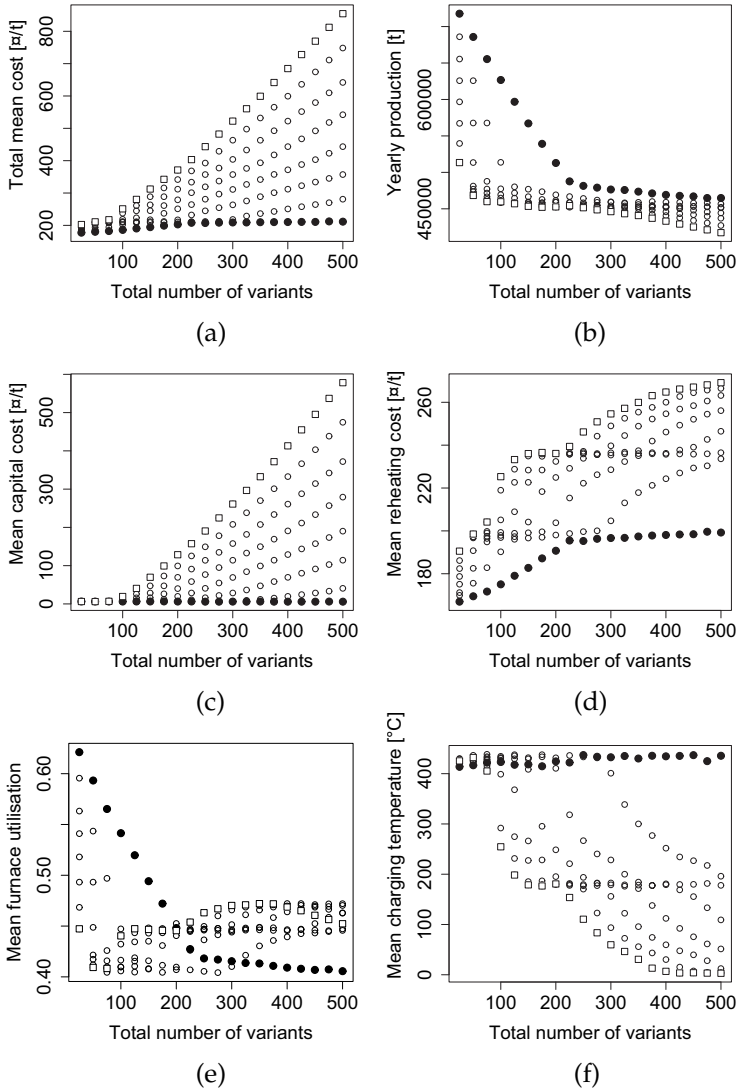 Total mean cost [¤/t]
200 400 600 800
100 200 300 400 500
Total number of variants
(a)
Yearly production [t]
450000 600000
100 200 300 400 500
Total number of variants
(b)
Mean capital cost [¤/t]
0 100 300 500
100 200 300 400 500
Total number of variants
(c)
Mean reheating cost [¤/t]
180 220 260
100 200 300 400 500
Total number of variants
(d)
Mean furnace utilisation
0.40 0.50 0.60
100 200 300 400 500
Total number of variants
(e)
Mean charging temperature [°C]
0 100 200 300 400
100 200 300 400 500
Total number of variants
(f)